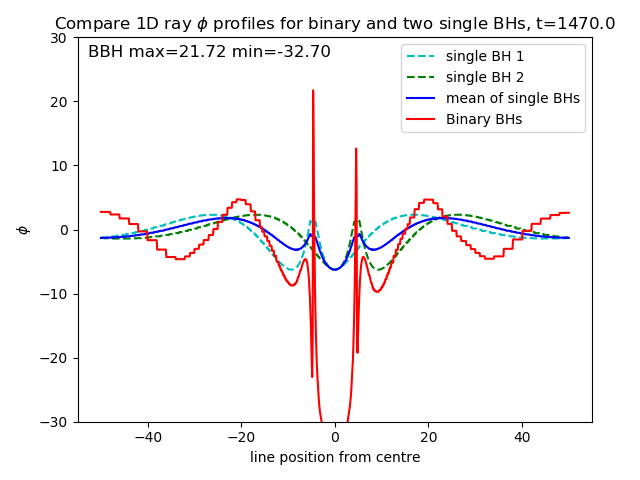 Compare 1D ray ϕ profiles for binary and two single BHs, t=1470.0
BBH max=21.72 min=-32.70
single BH 1
single BH 2
mean of single BHs
Binary BHs
30
20
10
0
−10
−20
−30
ϕ
−40
−20
0
20
40
line position from centre